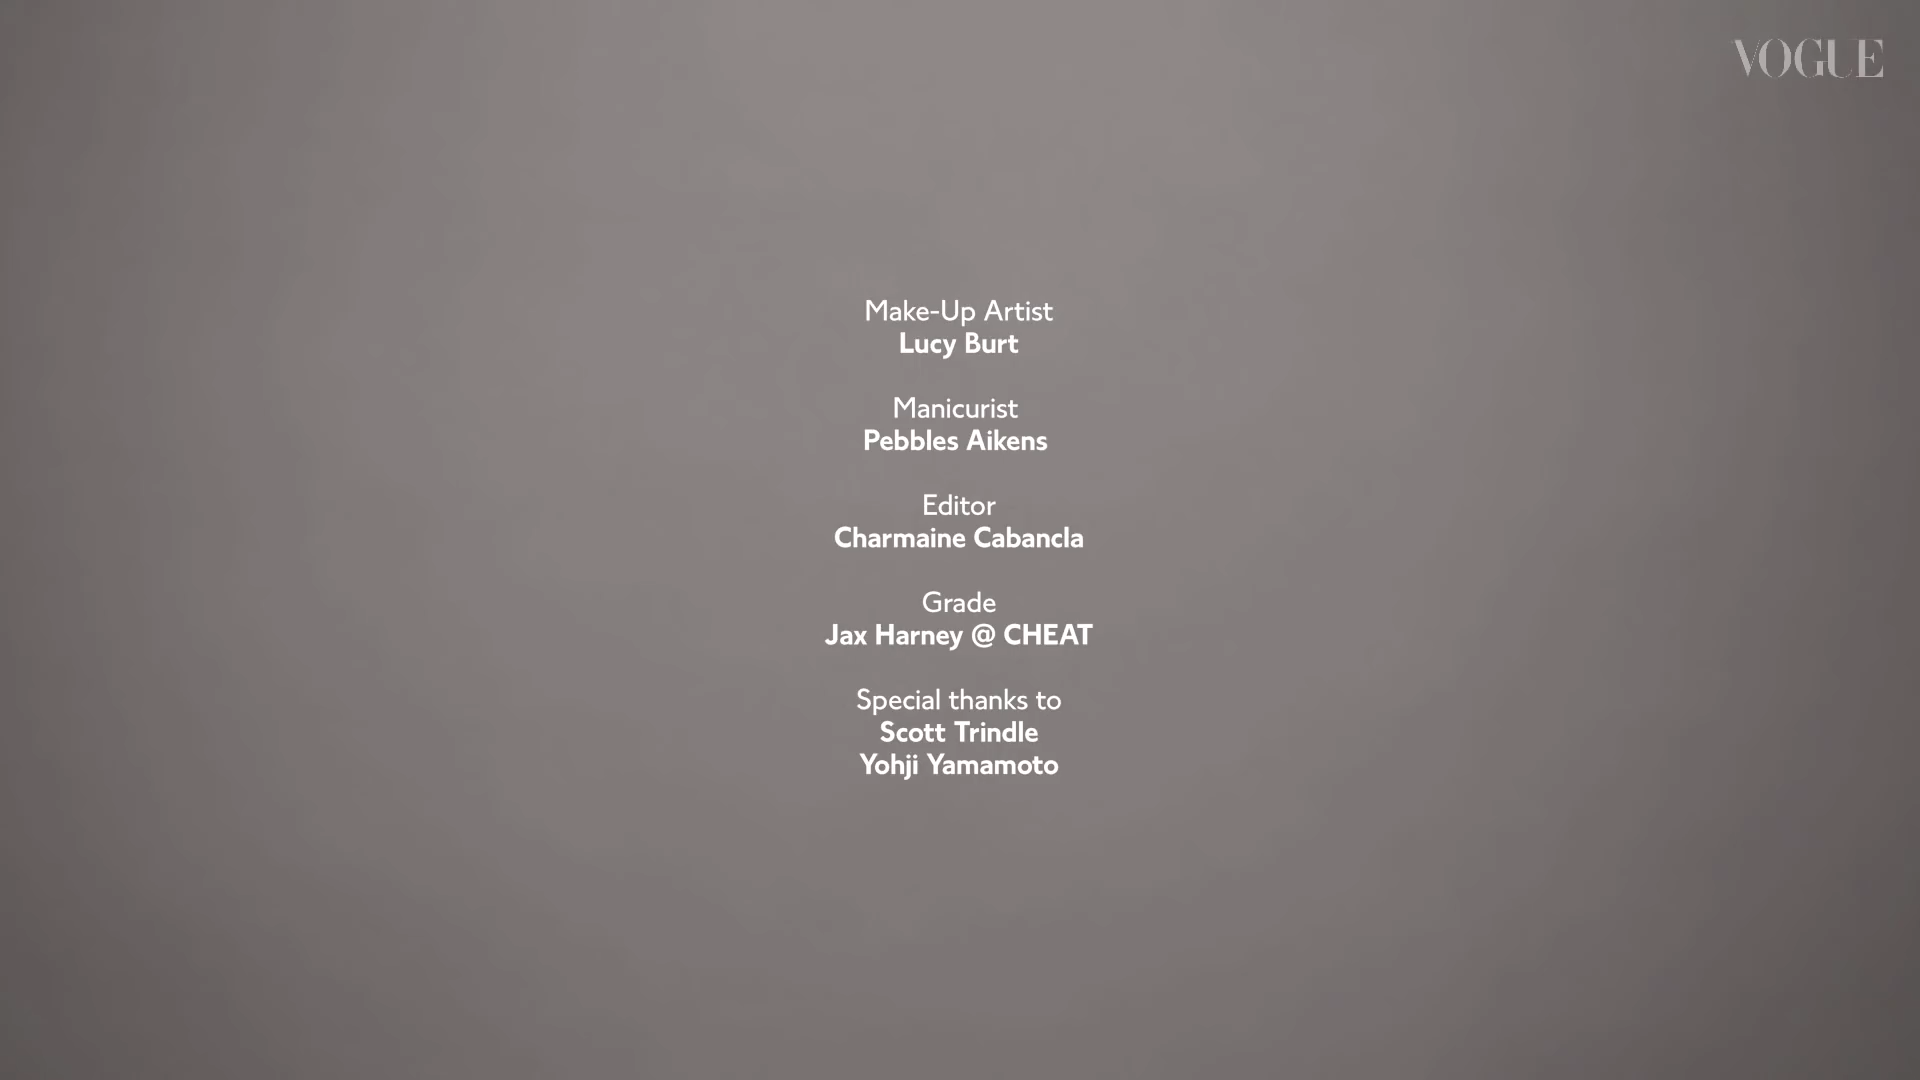 VOGUE
Make-Up Artist
Lucy Burt
Manicurist
Pebbles Aikens
Editor
Charmaine Cabancla
Grade
Jax Harney @ CHEAT
Special thanks to
Scott Trindle
Yohji Yamamoto